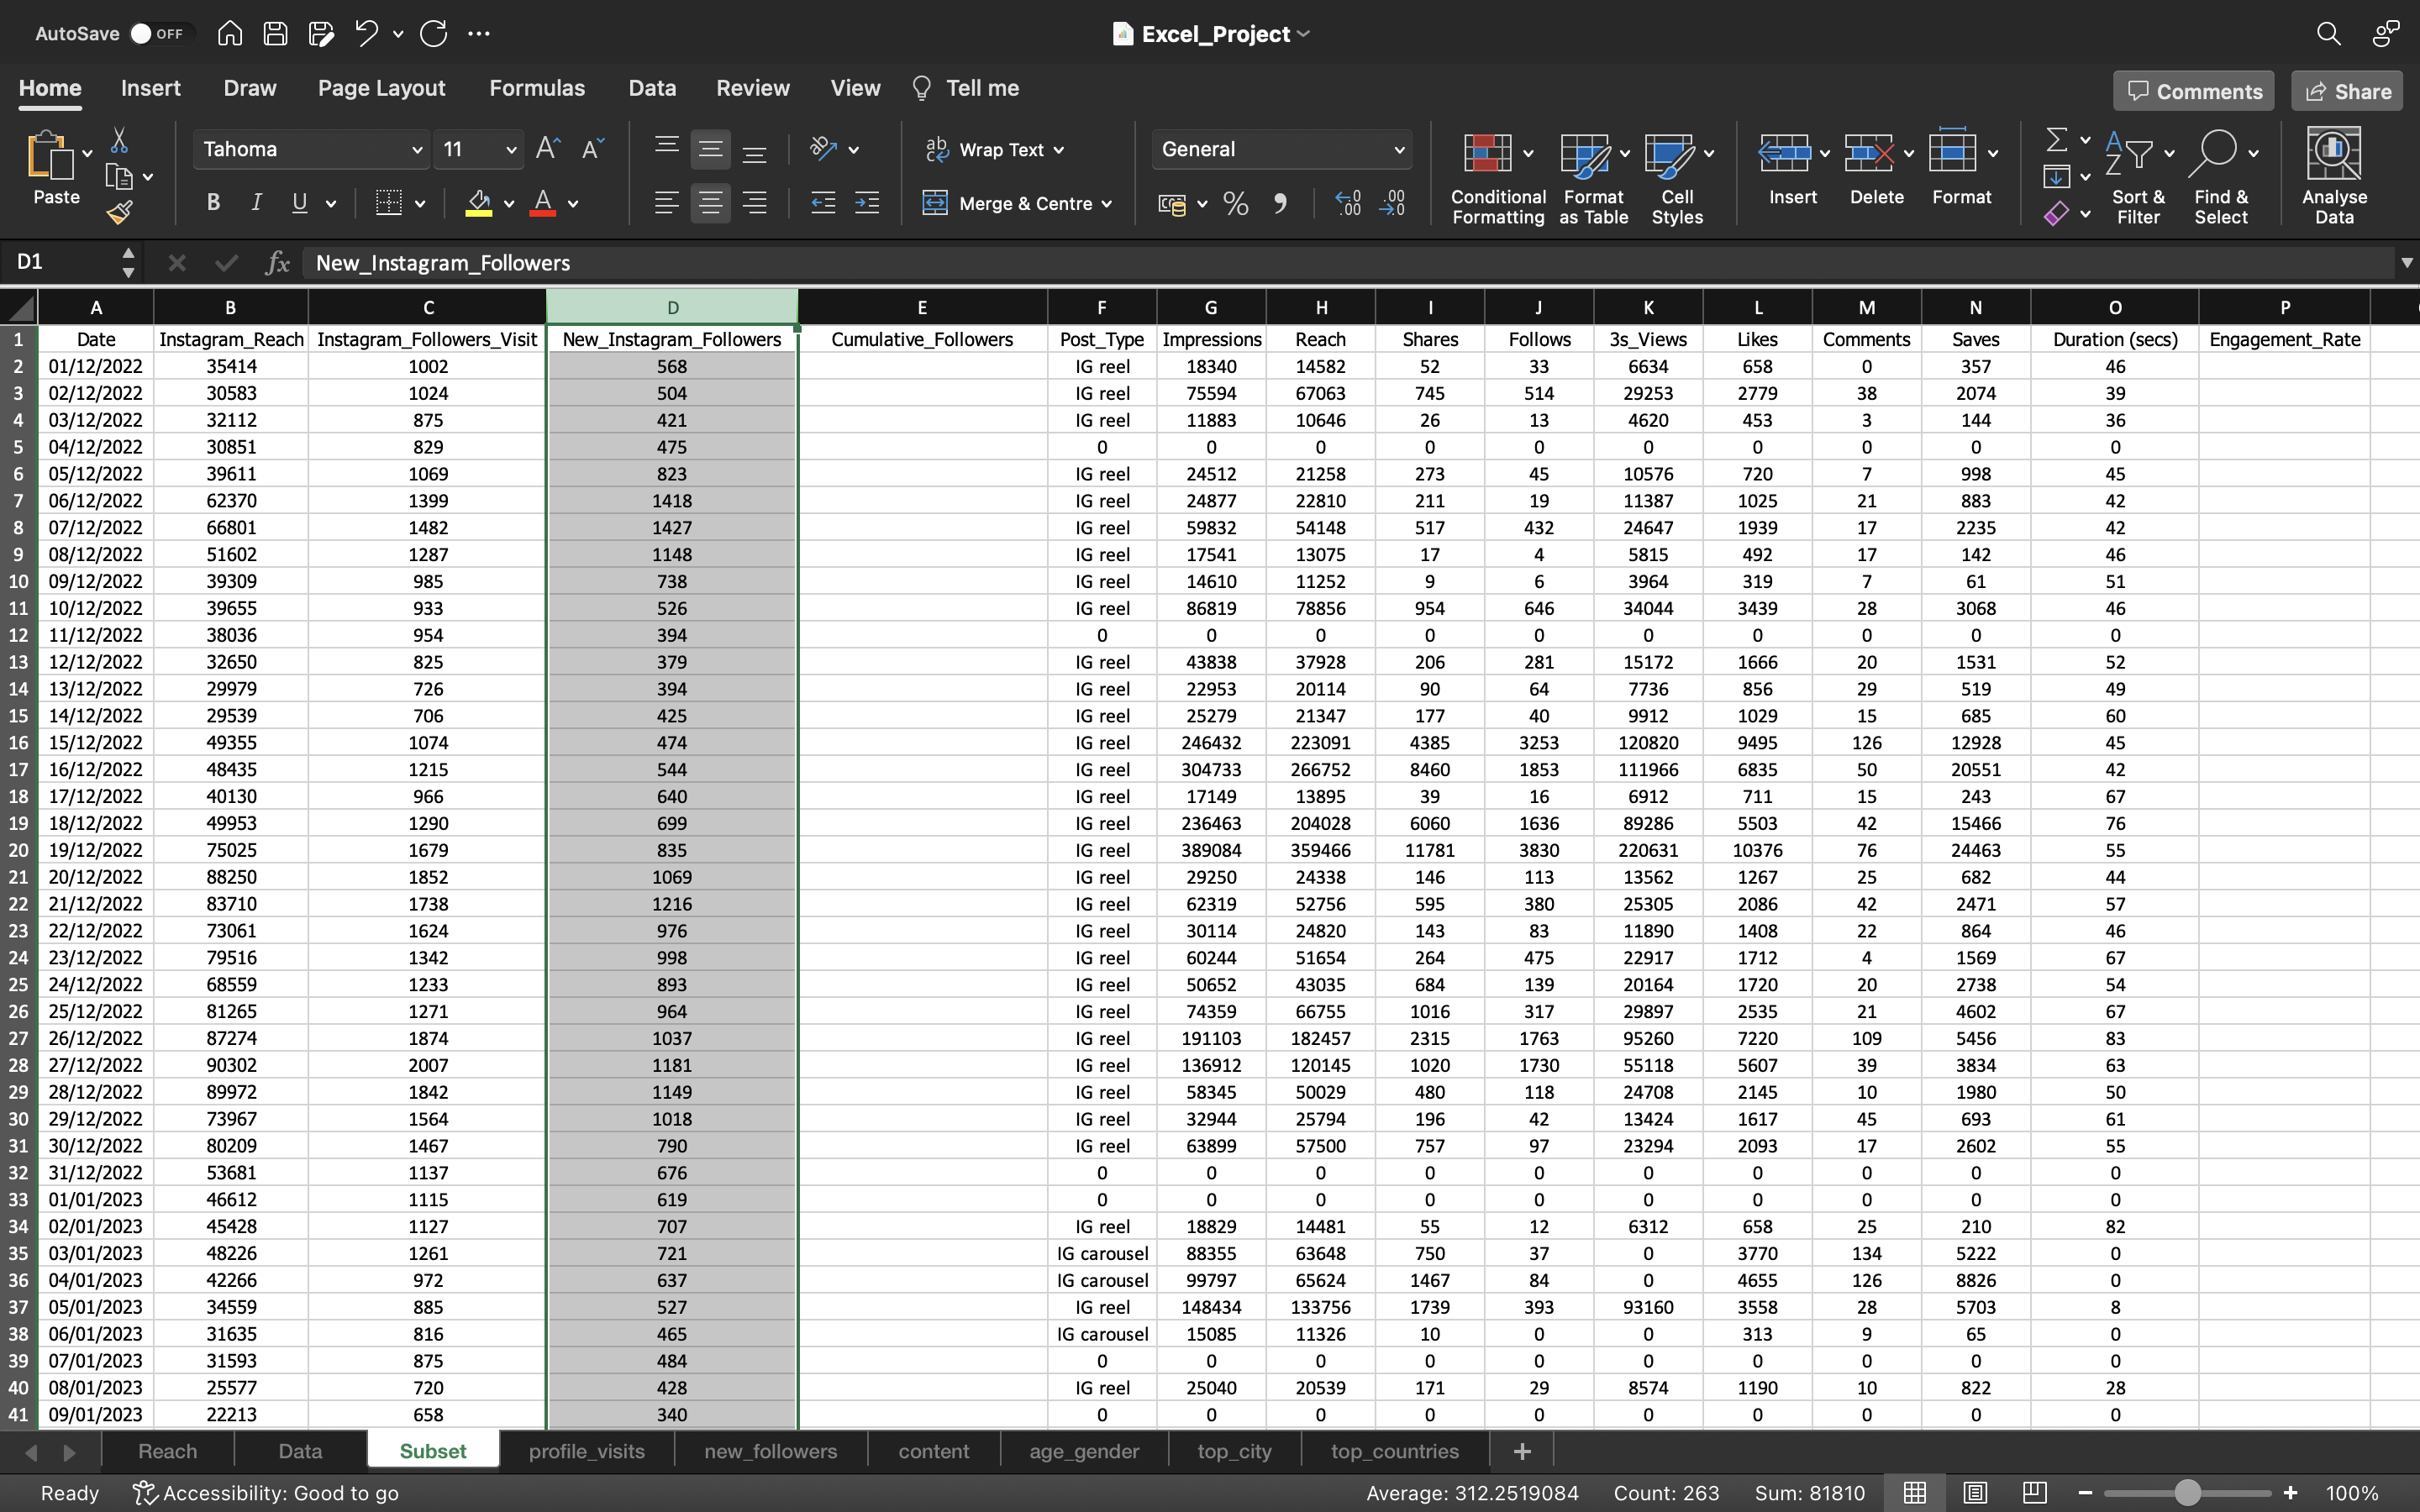 AutoSave OFF Excel_Project
Home Insert Draw Page Layout Formulas Data Review View Tell me Comments Share
Paste Tahoma 11 Wrap Text General Conditional Formatting Format as Table Cell Styles Insert Delete Format Sort & Filter Find & Select Analyse Data
B I U Merge & Centre
D1 fx New_Instagram_Followers
A B C D E F G H I J K L M N O P
1 Date Instagram_Reach Instagram_Followers_Visit New_Instagram_Followers Cumulative_Followers Post_Type Impressions Reach Shares Follows 3s_Views Likes Comments Saves Duration (secs) Engagement_Rate
2 01/12/2022 35414 1002 568 IG reel 18340 14582 52 33 6634 658 0 357 46
3 02/12/2022 30583 1024 504 IG reel 75594 67063 745 514 29253 2779 38 2074 39
4 03/12/2022 32112 875 421 IG reel 11883 10646 26 13 4620 453 3 144 36
5 04/12/2022 30851 829 475 0 0 0 0 0 0 0 0 0 0
6 05/12/2022 39611 1069 823 IG reel 24512 21258 273 45 10576 720 7 998 45
7 06/12/2022 62370 1399 1418 IG reel 24877 22810 211 19 11387 1025 21 883 42
8 07/12/2022 66801 1482 1427 IG reel 59832 54148 517 432 24647 1939 17 2235 42
9 08/12/2022 51602 1287 1148 IG reel 17541 13075 17 4 5815 492 17 142 46
10 09/12/2022 39309 985 738 IG reel 14610 11252 9 6 3964 319 7 61 51
11 10/12/2022 39655 933 526 IG reel 86819 78856 954 646 34044 3439 28 3068 46
12 11/12/2022 38036 954 394 0 0 0 0 0 0 0 0 0 0
13 12/12/2022 32650 825 379 IG reel 43838 37928 206 281 15172 1666 20 1531 52
14 13/12/2022 29979 726 394 IG reel 22953 20114 90 64 7736 856 29 519 49
15 14/12/2022 29539 706 425 IG reel 25279 21347 177 40 9912 1029 15 685 60
16 15/12/2022 49355 1074 474 IG reel 246432 223091 4385 3253 120820 9495 126 12928 45
17 16/12/2022 48435 1215 544 IG reel 304733 266752 8460 1853 111966 6835 50 20551 42
18 17/12/2022 40130 966 640 IG reel 17149 13895 39 16 6912 711 15 243 67
19 18/12/2022 49953 1290 699 IG reel 236463 204028 6060 1636 89286 5503 42 15466 76
20 19/12/2022 75025 1679 835 IG reel 389084 359466 11781 3830 220631 10376 76 24463 55
21 20/12/2022 88250 1852 1069 IG reel 29250 24338 146 113 13562 1267 25 682 44
22 21/12/2022 83710 1738 1216 IG reel 62319 52756 595 380 25305 2086 42 2471 57
23 22/12/2022 73061 1624 976 IG reel 30114 24820 143 83 11890 1408 22 864 46
24 23/12/2022 79516 1342 998 IG reel 60244 51654 264 475 22917 1712 4 1569 67
25 24/12/2022 68559 1233 893 IG reel 50652 43035 684 139 20164 1720 20 2738 54
26 25/12/2022 81265 1271 964 IG reel 74359 66755 1016 317 29897 2535 21 4602 67
27 26/12/2022 87274 1874 1037 IG reel 191103 182457 2315 1763 95260 7220 109 5456 83
28 27/12/2022 90302 2007 1181 IG reel 136912 120145 1020 1730 55118 5607 39 3834 63
29 28/12/2022 89972 1842 1149 IG reel 58345 50029 480 118 24708 2145 10 1980 50
30 29/12/2022 73967 1564 1018 IG reel 32944 25794 196 42 13424 1617 45 693 61
31 30/12/2022 80209 1467 790 IG reel 63899 57500 757 97 23294 2093 17 2602 55
32 31/12/2022 53681 1137 676 0 0 0 0 0 0 0 0 0 0
33 01/01/2023 46612 1115 619 0 0 0 0 0 0 0 0 0 0
34 02/01/2023 45428 1127 707 IG reel 18829 14481 55 12 6312 658 25 210 82
35 03/01/2023 48226 1261 721 IG carousel 88355 63648 750 37 0 3770 134 5222 0
36 04/01/2023 42266 972 637 IG carousel 99797 65624 1467 84 0 4655 126 8826 0
37 05/01/2023 34559 885 527 IG reel 148434 133756 1739 393 93160 3558 28 5703 8
38 06/01/2023 31635 816 465 IG carousel 15085 11326 10 0 0 313 9 65 0
39 07/01/2023 31593 875 484 0 0 0 0 0 0 0 0 0 0
40 08/01/2023 25577 720 428 IG reel 25040 20539 171 29 8574 1190 10 822 28
41 09/01/2023 22213 658 340 0 0 0 0 0 0 0 0 0 0
Reach Data Subset profile_visits new_followers content age_gender top_city top_countries +
Ready Accessibility: Good to go Average: 312.2519084 Count: 263 Sum: 81810 100%